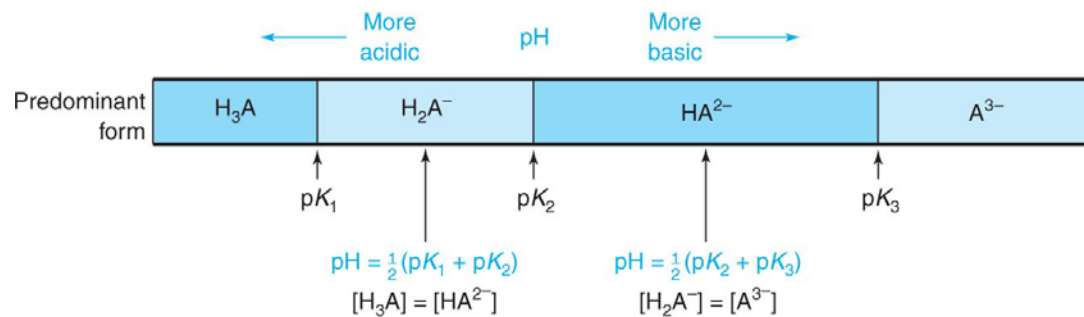 More acidic
pH
More basic
Predominant form
H₃A
H₂A⁻
HA²⁻
A³⁻
pK₁
pK₂
pK₃
pH = ½(pK₁ + pK₂)
[H₃A] = [HA²⁻]
pH = ½(pK₂ + pK₃)
[H₂A⁻] = [A³⁻]